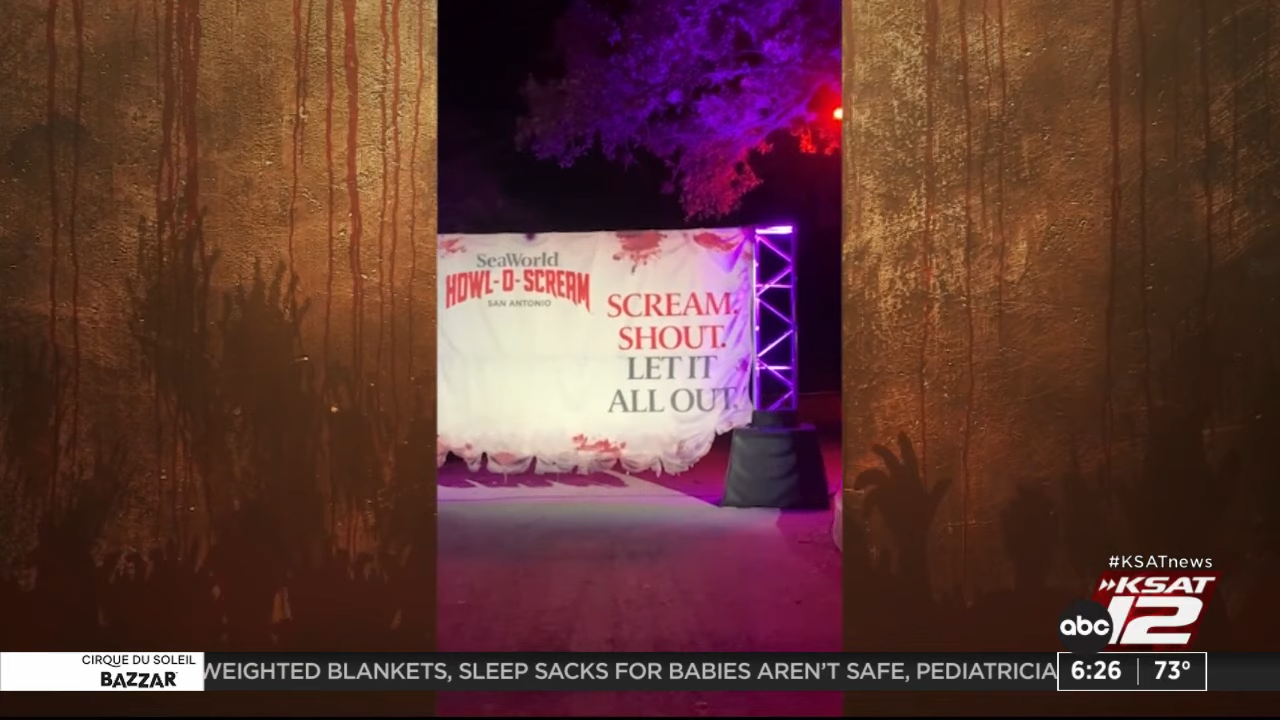 SeaWorld
HOWL-O-SCREAM
SAN ANTONIO
SCREAM.
SHOUT.
LET IT
ALL OUT.
#KSATnews
KSAT
abc 12
CIRQUE DU SOLEIL
BAZZAR
WEIGHTED BLANKETS, SLEEP SACKS FOR BABIES AREN'T SAFE, PEDIATRICIA
6:26 73°